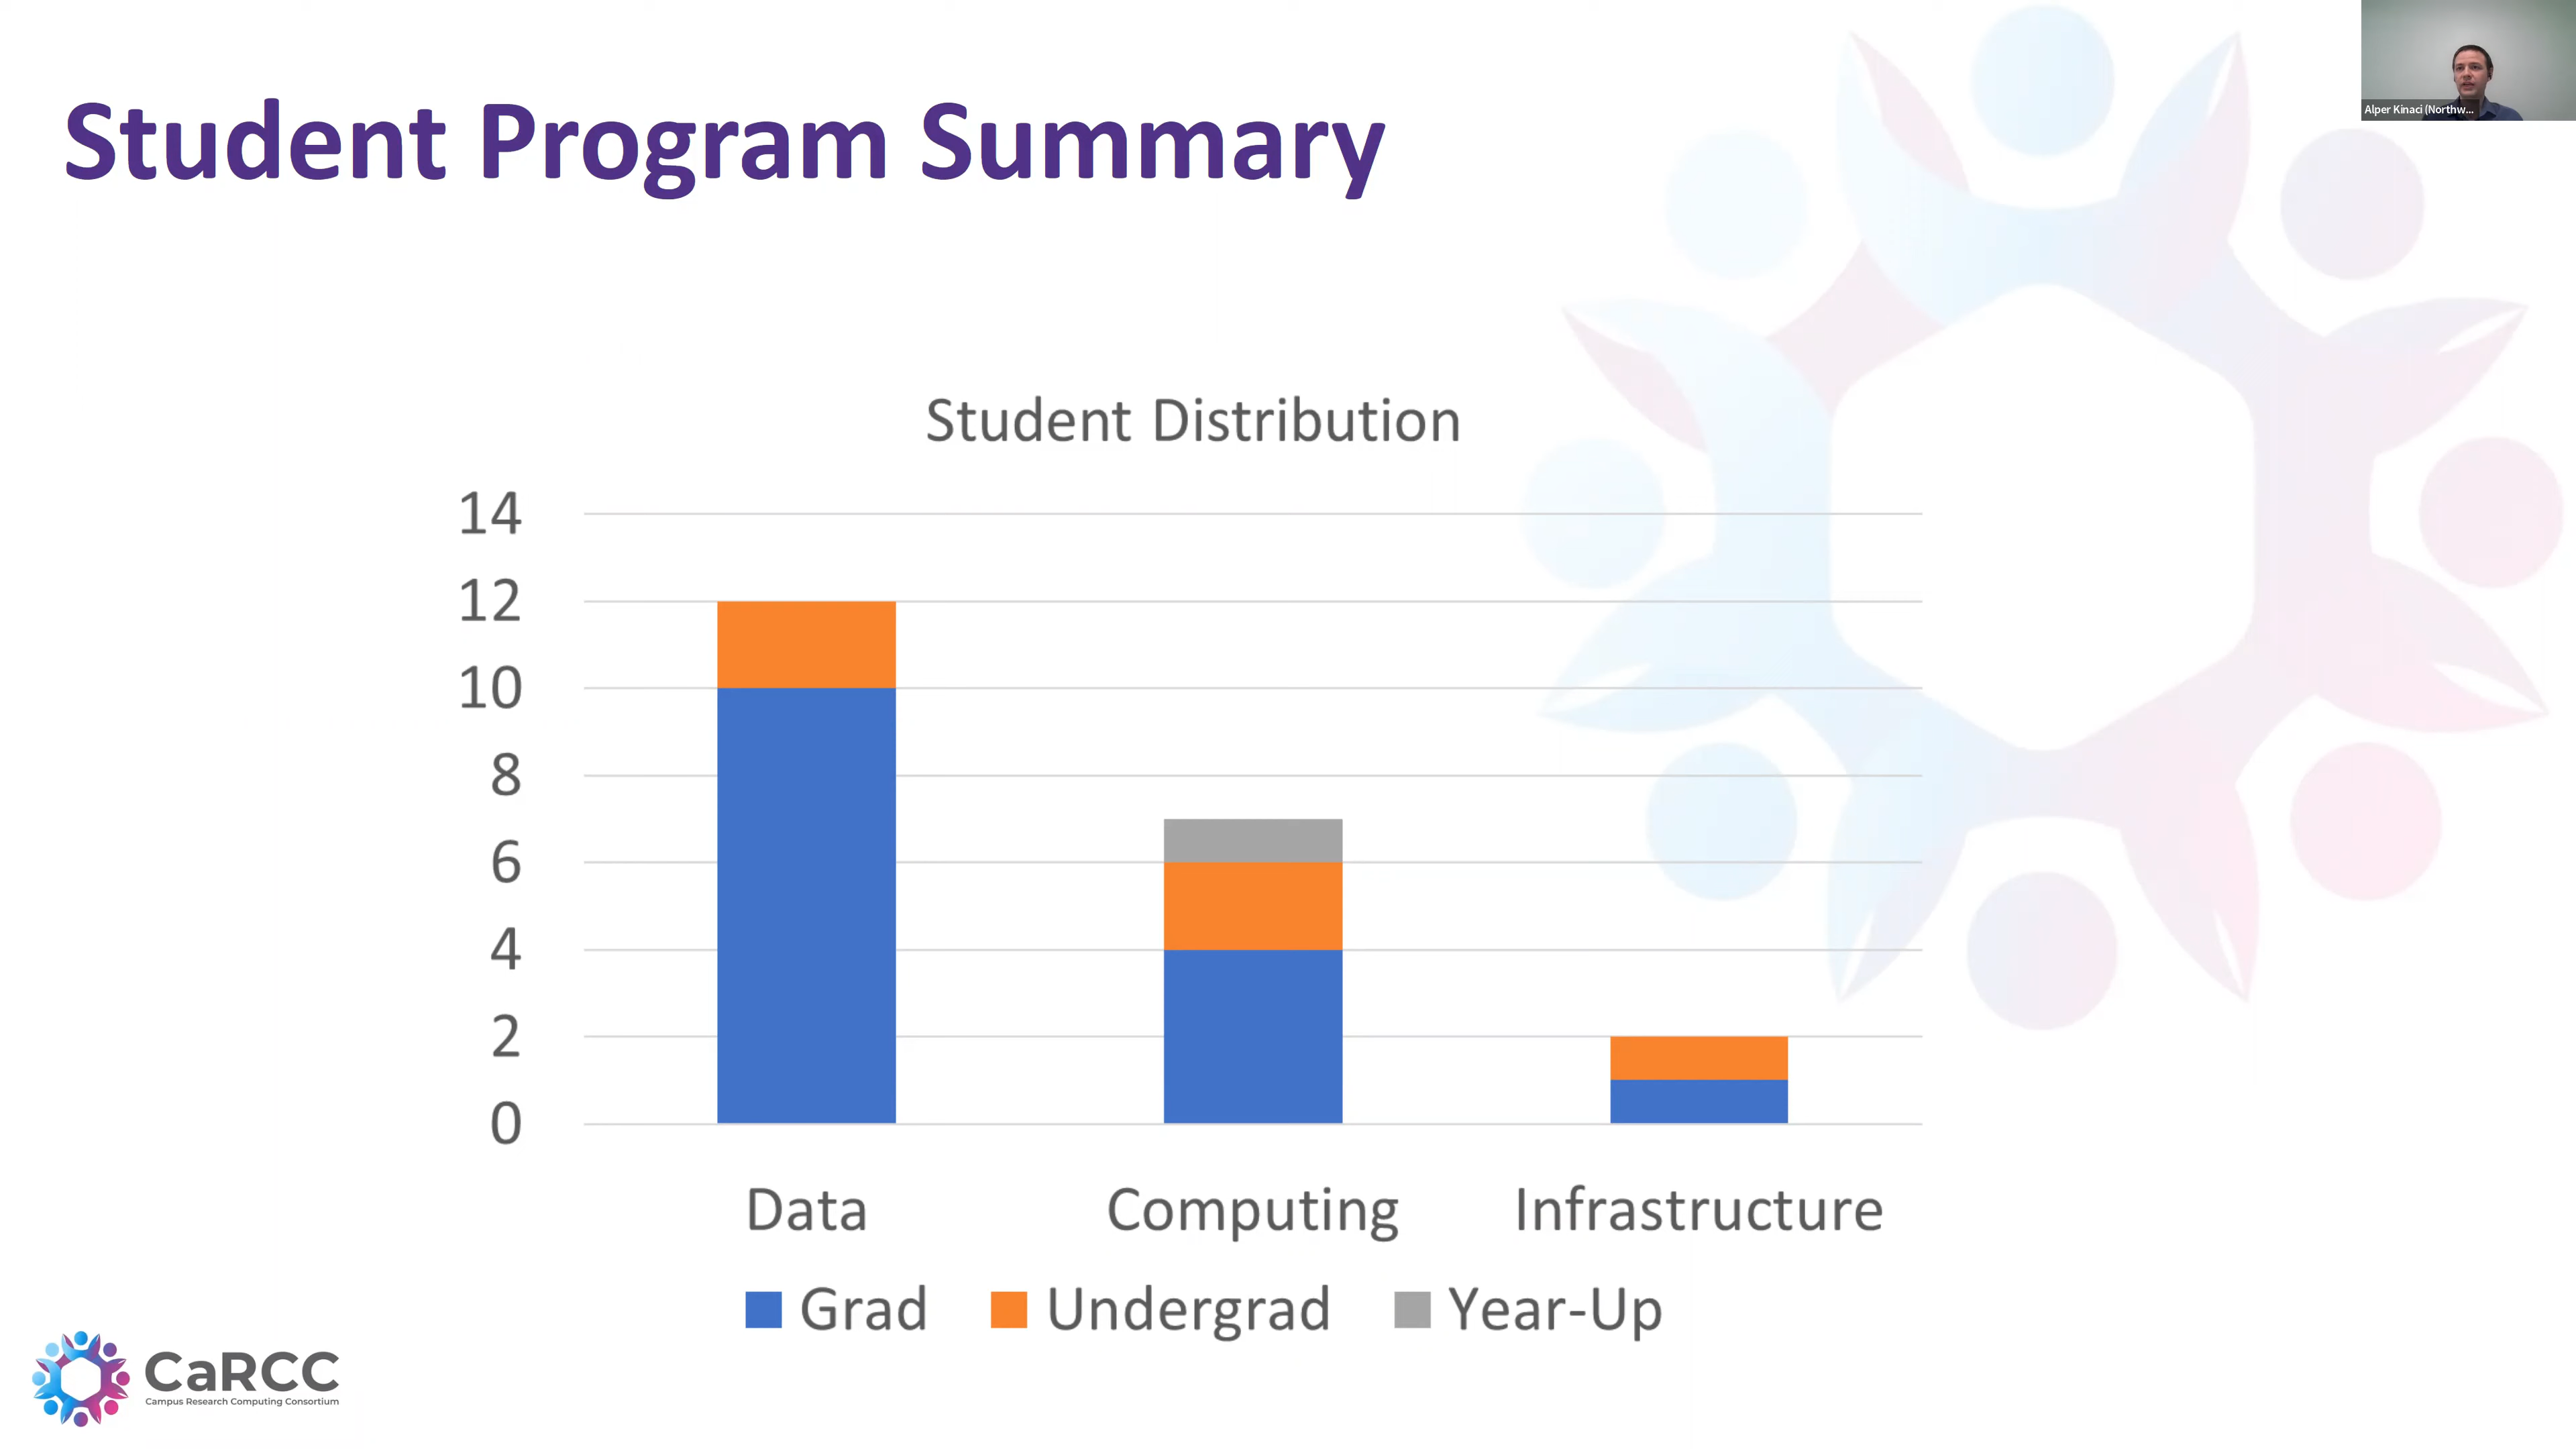 Alper Kinaci (Northw...
Student Program Summary
Student Distribution
14
12
10
8
6
4
2
0
Data Computing Infrastructure
Grad Undergrad Year-Up
CaRCC
Campus Research Computing Consortium